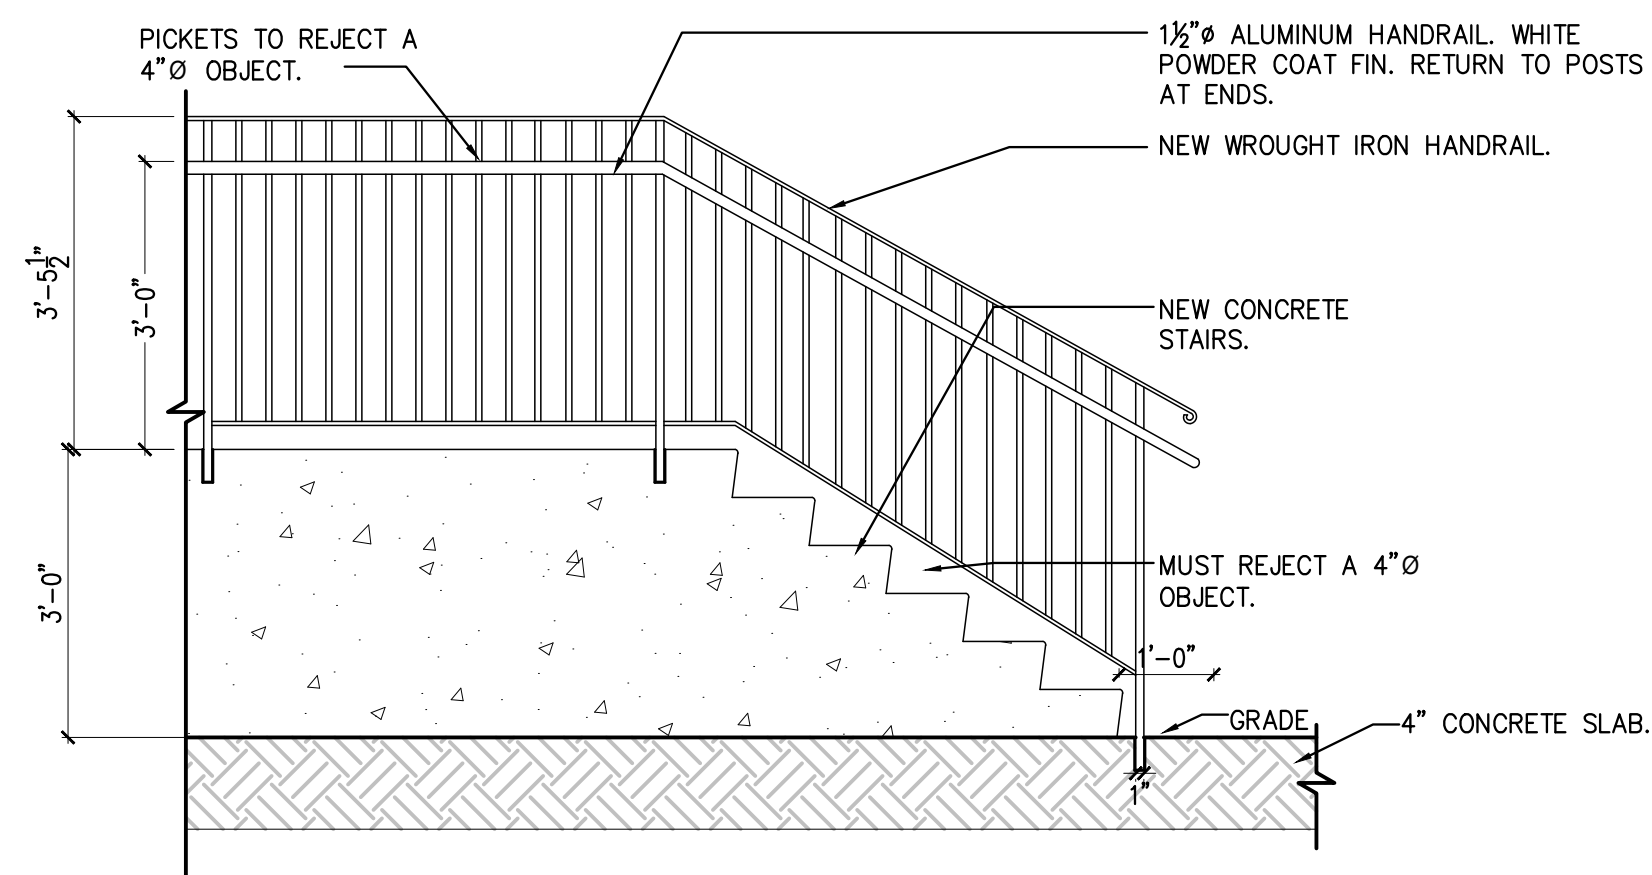 PICKETS TO REJECT A
4"Ø OBJECT.
1½"ø ALUMINUM HANDRAIL. WHITE
POWDER COAT FIN. RETURN TO POSTS
AT ENDS.
NEW WROUGHT IRON HANDRAIL.
3'-5½"
3'-0"
NEW CONCRETE
STAIRS.
MUST REJECT A 4"Ø
OBJECT.
3'-0"
1'-0"
GRADE
4" CONCRETE SLAB.
1"